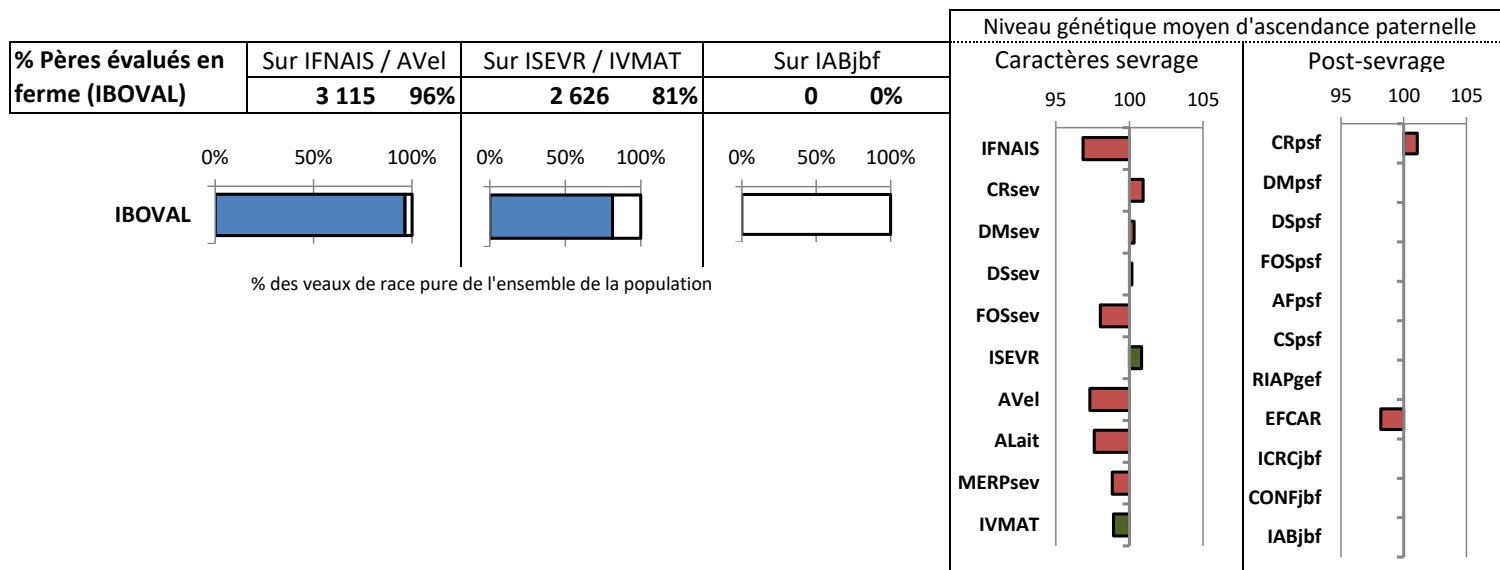 Niveau génétique moyen d'ascendance paternelle
% Pères évalués en ferme (IBOVAL) Sur IFNAIS / AVel Sur ISEVR / IVMAT Sur IABjbf
3 115 96% 2 626 81% 0 0%
0% 50% 100% 0% 50% 100% 0% 50% 100%
IBOVAL
% des veaux de race pure de l'ensemble de la population
Caractères sevrage
95 100 105
IFNAIS
CRsev
DMsev
DSsev
FOSsev
ISEVR
AVel
ALait
MERPsev
IVMAT
Post-sevrage
95 100 105
CRpsf
DMpsf
DSpsf
FOSpsf
AFpsf
CSpsf
RIAPgef
EFCAR
ICRCjbf
CONFjbf
IABjbf